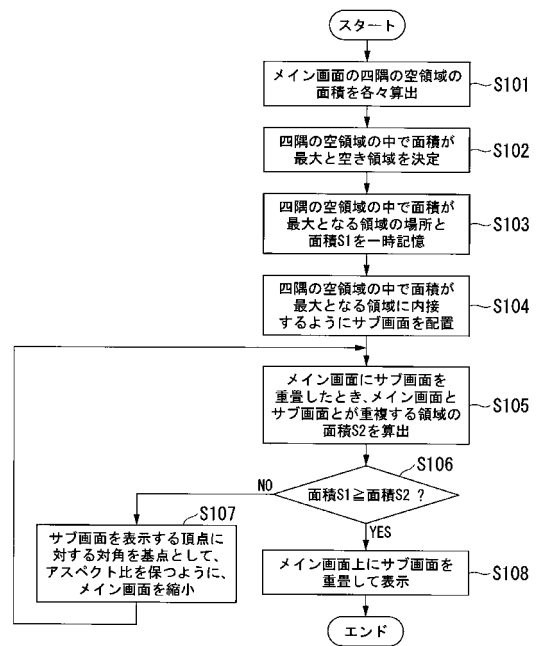 スタート
メイン画面の四隅の空領域の
面積を各々算出
S101
四隅の空領域の中で面積が
最大と空き領域を決定
S102
四隅の空領域の中で面積が
最大となる領域の場所と
面積S1を一時記憶
S103
四隅の空領域の中で面積が
最大となる領域に内接
するようにサブ画面を配置
S104
メイン画面にサブ画面を
重畳したとき、メイン画面と
サブ画面とが重複する領域の
面積S2を算出
S105
S106
面積S1≧面積S2 ?
NO
YES
S107
サブ画面を表示する頂点に
対する対角を基点として、
アスペクト比を保つように、
メイン画面を縮小
メイン画面上にサブ画面を
重畳して表示
S108
エンド